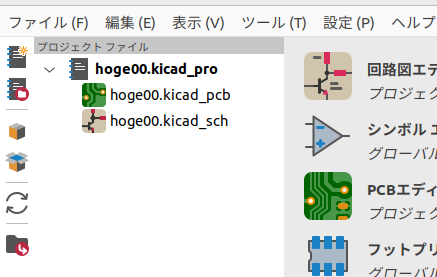 ファイル (F) 編集 (E) 表示 (V) ツール (T) 設定 (P) ヘルプ
プロジェクト ファイル
hoge00.kicad_pro
hoge00.kicad_pcb
hoge00.kicad_sch
回路図エデ
プロジェク
シンボル エ
グローバル
PCBエディ
プロジェク
フットプリ
グローバル